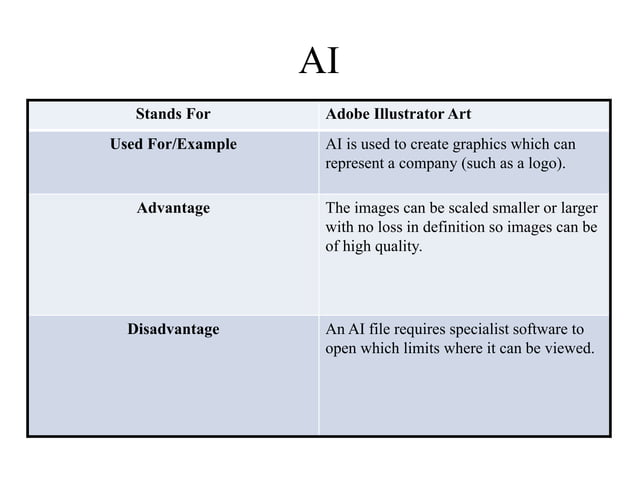 AI
Stands For
Adobe Illustrator Art
Used For/Example
AI is used to create graphics which can
represent a company (such as a logo).
Advantage
The images can be scaled smaller or larger
with no loss in definition so images can be
of high quality.
Disadvantage
An AI file requires specialist software to
open which limits where it can be viewed.